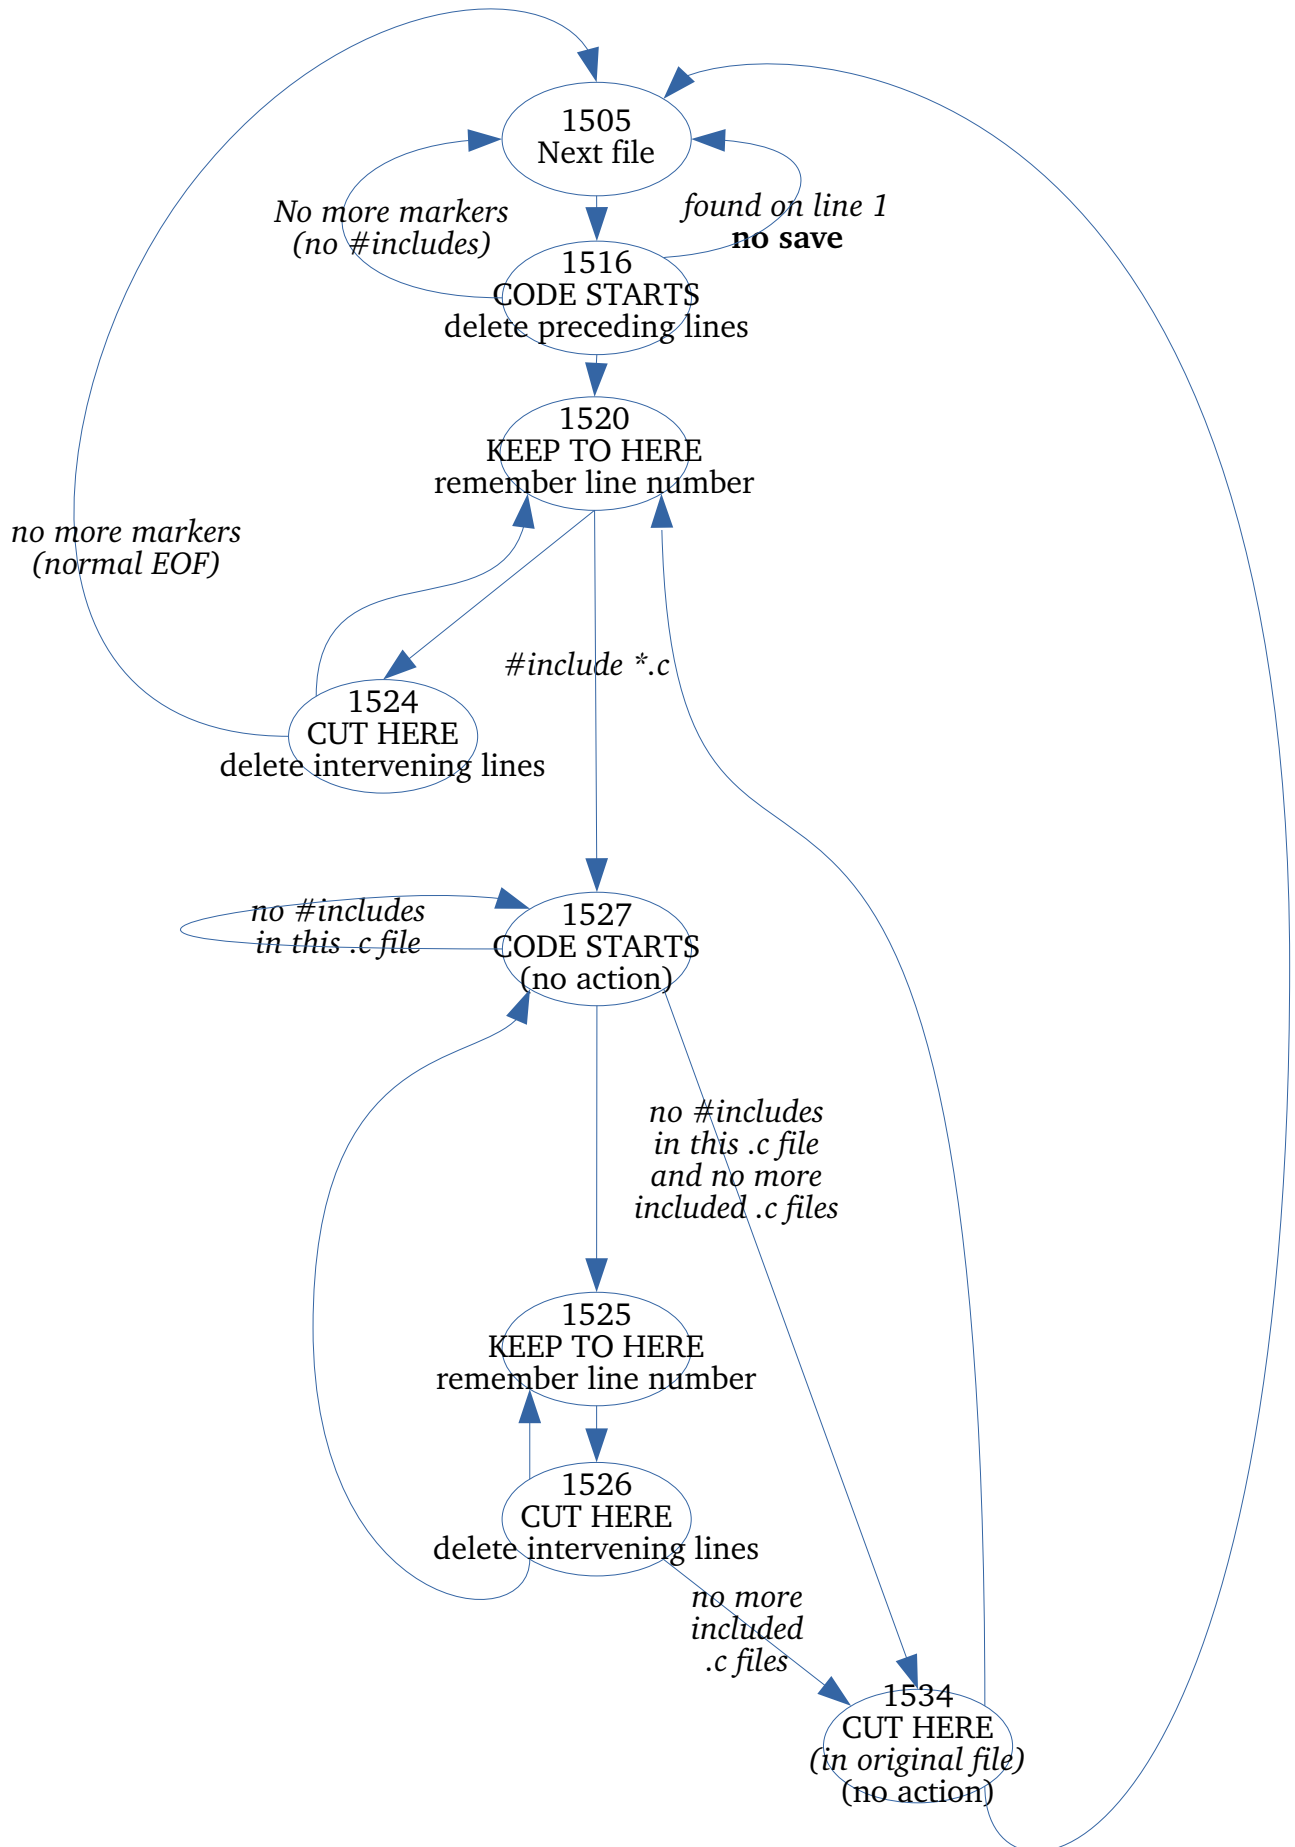 1505
Next file
No more markers
(no #includes)
found on line 1
no save
1516
CODE STARTS
delete preceding lines
1520
KEEP TO HERE
remember line number
no more markers
(normal EOF)
#include *.c
1524
CUT HERE
delete intervening lines
no #includes
in this .c file
1527
CODE STARTS
(no action)
no #includes
in this .c file
and no more
included .c files
1525
KEEP TO HERE
remember line number
1526
CUT HERE
delete intervening lines
no more
included
.c files
1534
CUT HERE
(in original file)
(no action)